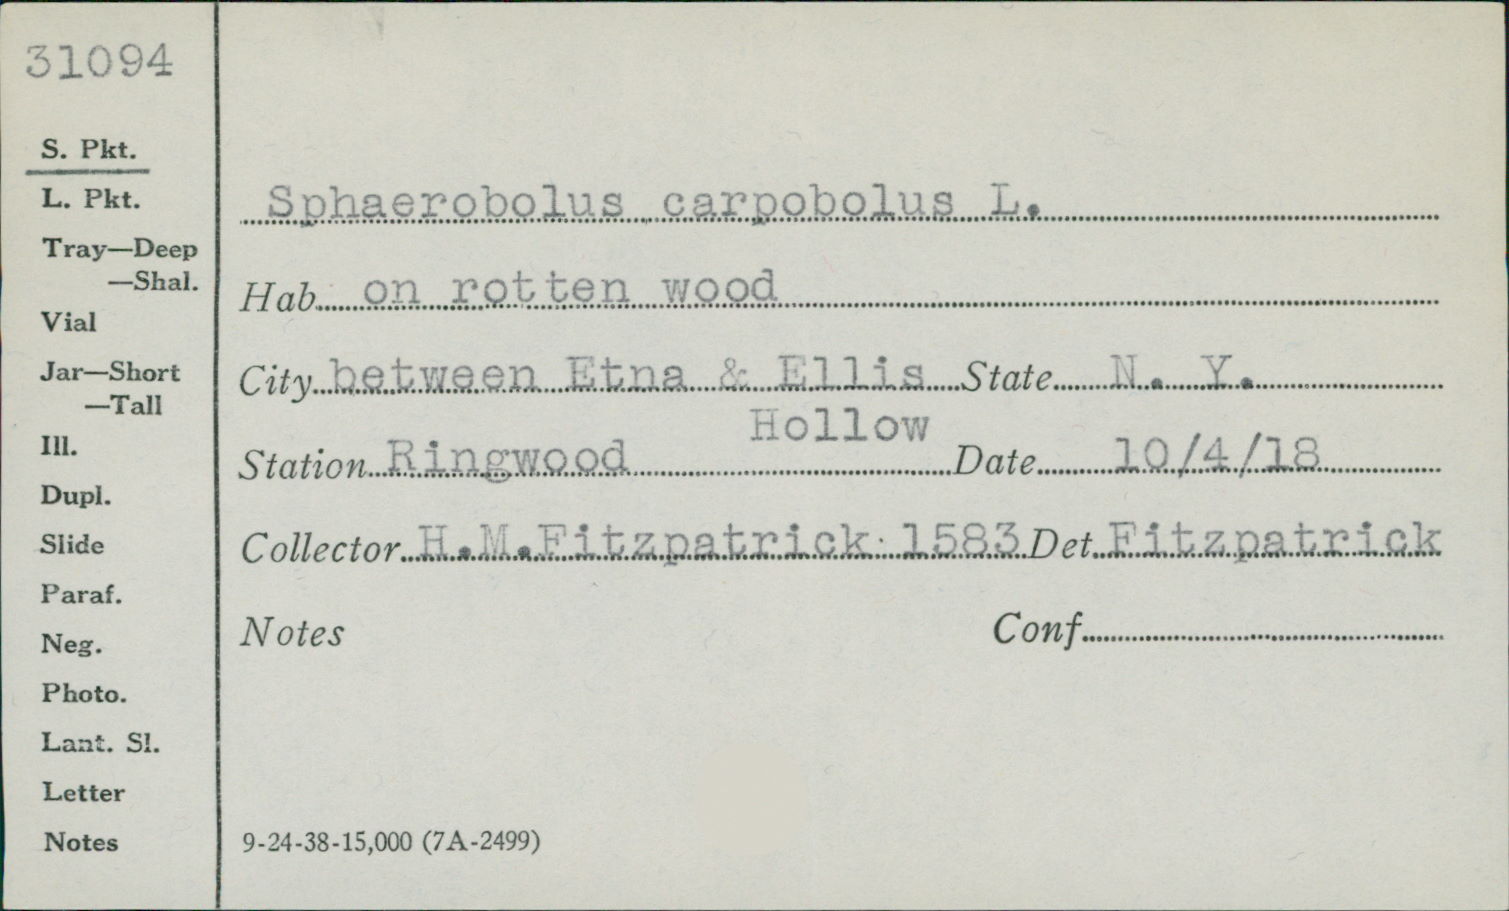 31094
S. Pkt.
L. Pkt.
Tray—Deep
—Shal.
Vial
Jar—Short
—Tall
Ill.
Dupl.
Slide
Paraf.
Neg.
Photo.
Lant. Sl.
Letter
Notes
Sphaerobolus carpobolus L.
Hab. on rotten wood
City between Etna & Ellis State N. Y.
Hollow
Station Ringwood Date 10/4/18
Collector H.M.Fitzpatrick 1583 Det. Fitzpatrick
Notes Conf.
9-24-38-15,000 (7A-2499)